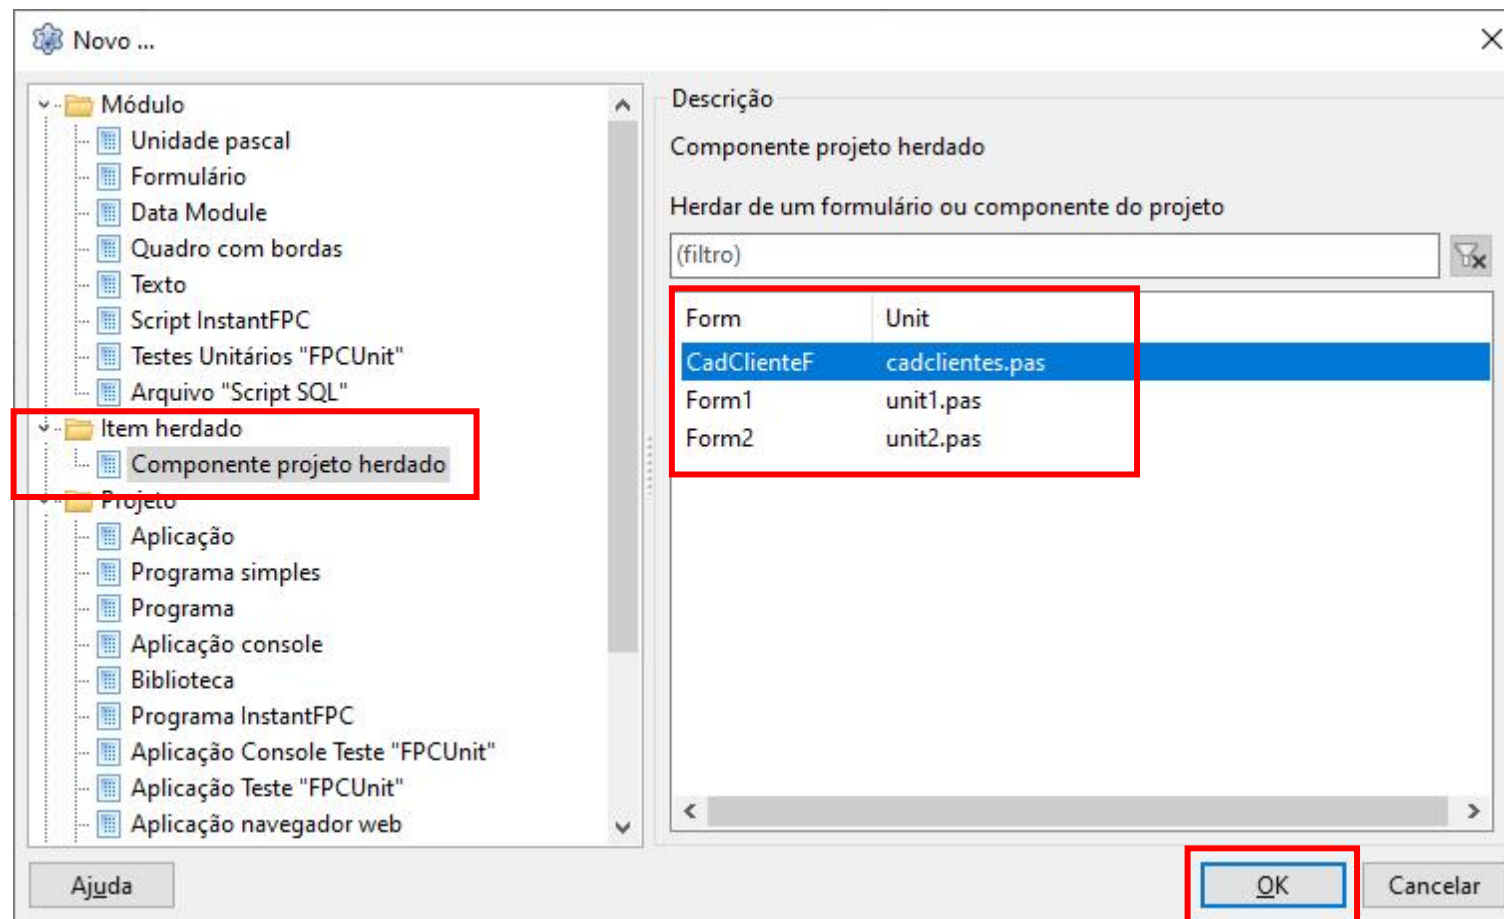 Novo ...
Módulo
Unidade pascal
Formulário
Data Module
Quadro com bordas
Texto
Script InstantFPC
Testes Unitários "FPCUnit"
Arquivo "Script SQL"
Item herdado
Componente projeto herdado
Projeto
Aplicação
Programa simples
Programa
Aplicação console
Biblioteca
Programa InstantFPC
Aplicação Console Teste "FPCUnit"
Aplicação Teste "FPCUnit"
Aplicação navegador web
Descrição
Componente projeto herdado
Herdar de um formulário ou componente do projeto
(filtro)
Form Unit
CadClienteF cadclientes.pas
Form1 unit1.pas
Form2 unit2.pas
Ajuda OK Cancelar